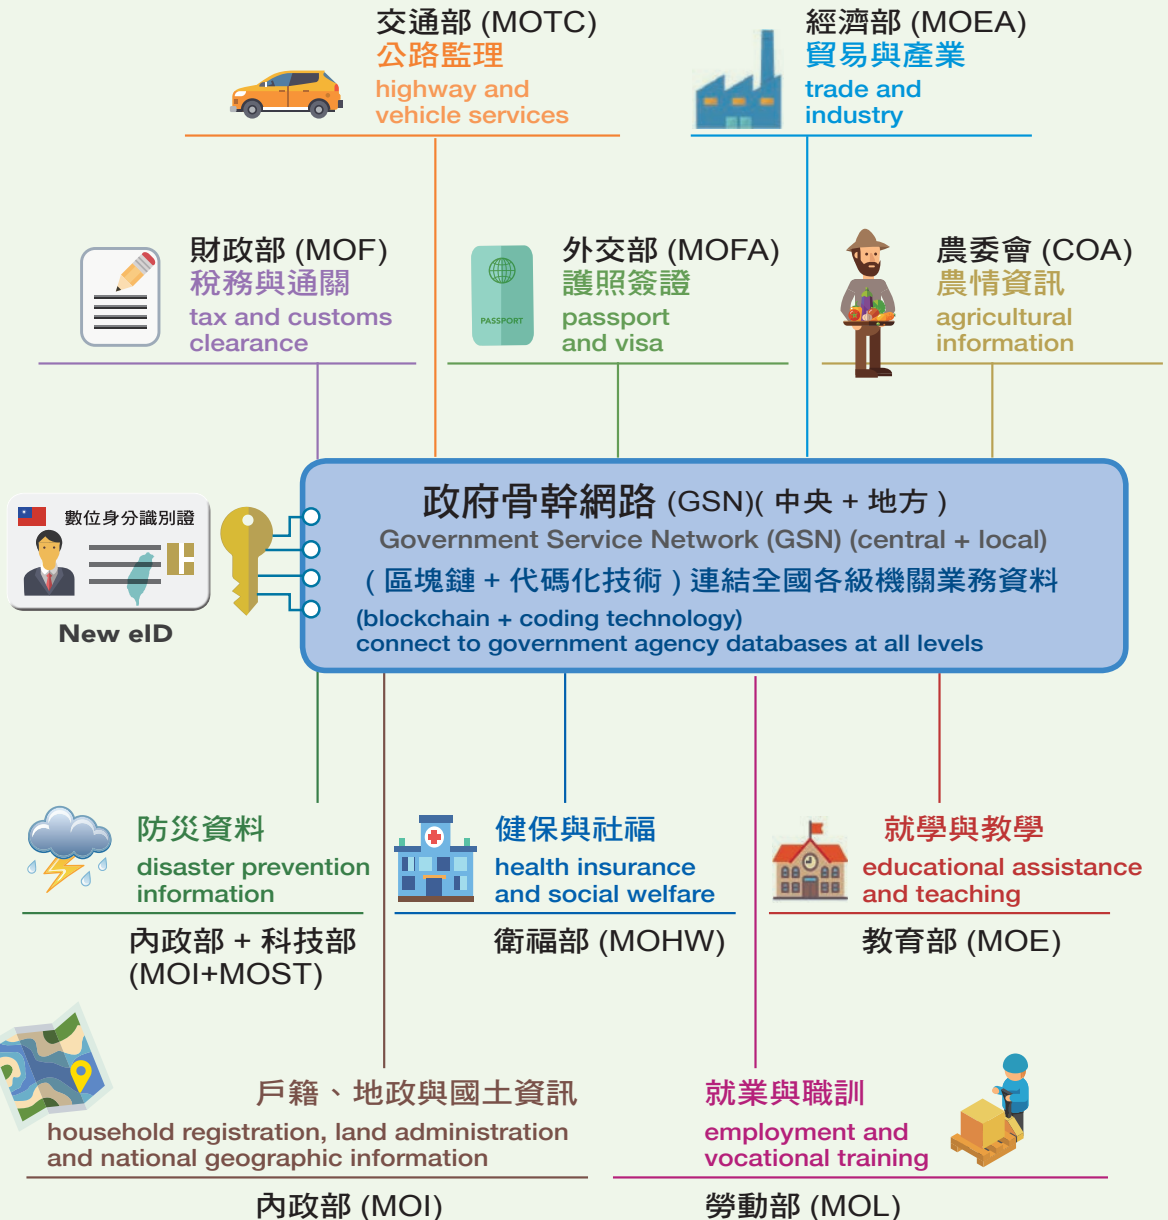 交通部 (MOTC)
公路監理
highway and
vehicle services
經濟部 (MOEA)
貿易與產業
trade and
industry
財政部 (MOF)
稅務與通關
tax and customs
clearance
PASSPORT
外交部 (MOFA)
護照簽證
passport
and visa
農委會 (COA)
農情資訊
agricultural
information
數位身分識別證
New eID
政府骨幹網路 (GSN)( 中央 + 地方 )
Government Service Network (GSN) (central + local)
( 區塊鏈 + 代碼化技術 ) 連結全國各級機關業務資料
(blockchain + coding technology)
connect to government agency databases at all levels
防災資料
disaster prevention
information
內政部 + 科技部
(MOI+MOST)
健保與社福
health insurance
and social welfare
衛福部 (MOHW)
就學與教學
educational assistance
and teaching
教育部 (MOE)
戶籍、地政與國土資訊
household registration, land administration
and national geographic information
內政部 (MOI)
就業與職訓
employment and
vocational training
勞動部 (MOL)